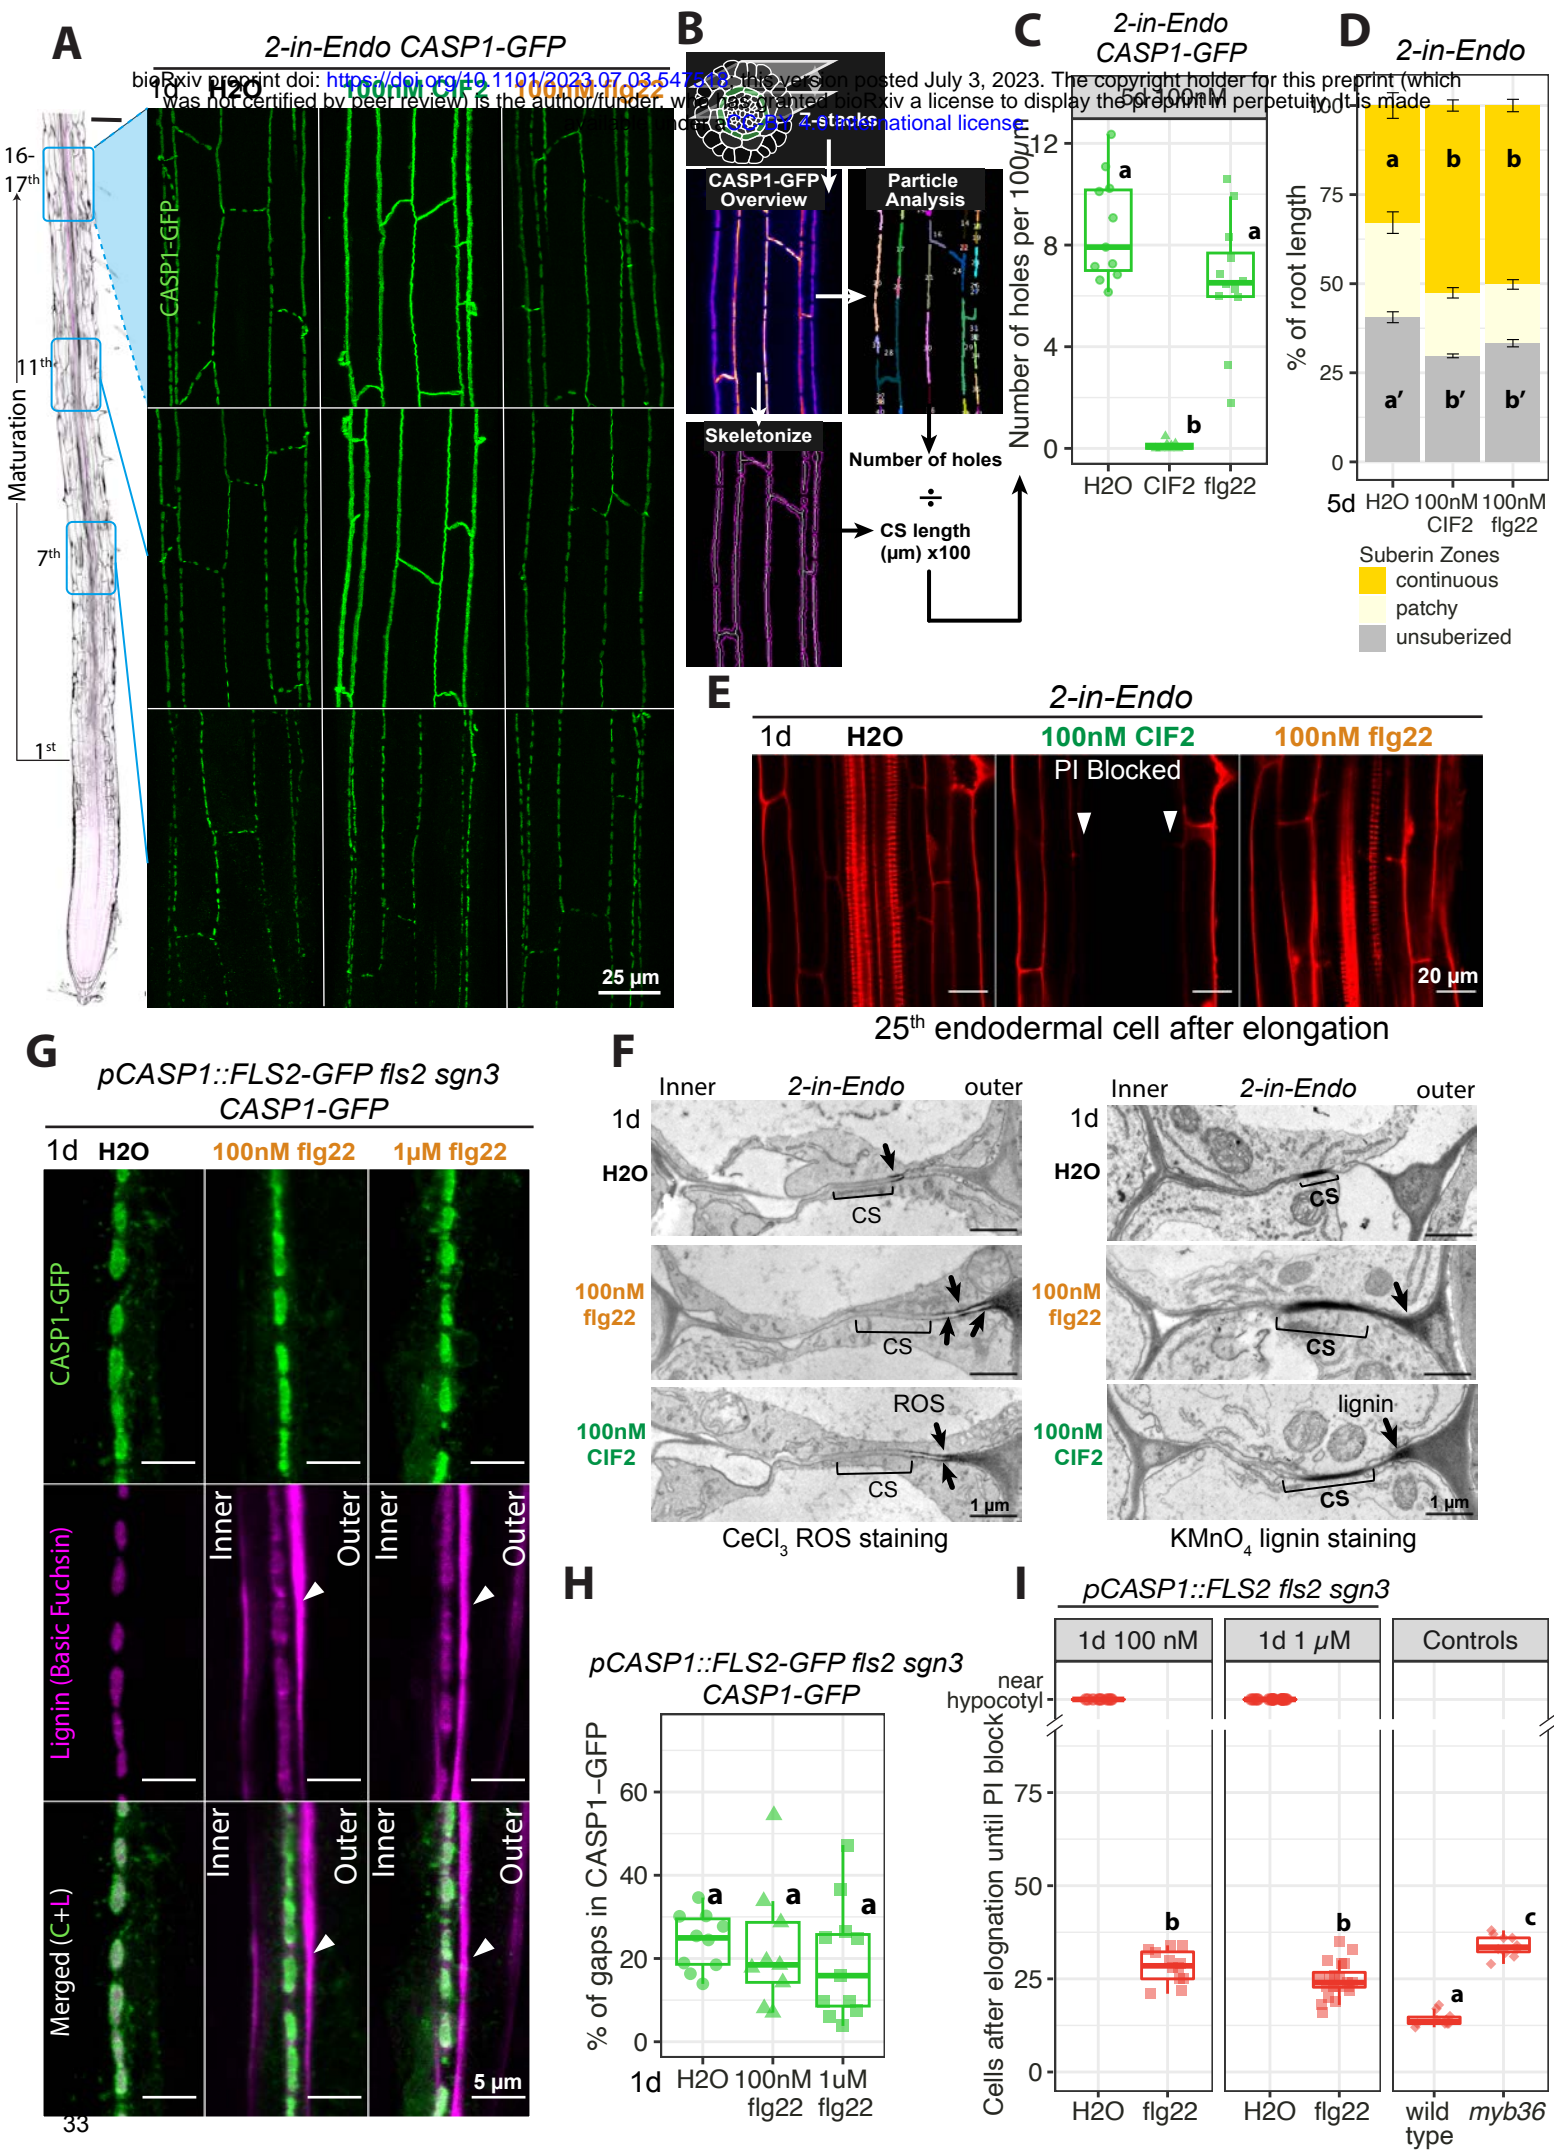 A
2-in-Endo CASP1-GFP
bioRxiv preprint doi: https://doi.org/10.1101/2023.07.03.547518; this version posted July 3, 2023. The copyright holder for this preprint (which
was not certified by peer review) is the author/funder, who has granted bioRxiv a license to display the preprint in perpetuity. It is made
under a CC-BY 4.0 International license.
1d H2O 100nM CIF2 100nM flg22
16-
17th
11th
7th
1st
Maturation
CASP1-GFP
25 µm
B
Z-stacks
CASP1-GFP
Overview
Particle
Analysis
Skeletonize
Number of holes
÷
CS length
(µm) x100
C
2-in-Endo
CASP1-GFP
5d 100nM
Number of holes per 100µm
12
8
4
0
a
b
a
H2O CIF2 flg22
D
2-in-Endo
% of root length
100
75
50
25
0
a b b
a′ b′ b′
5d H2O 100nM 100nM
CIF2 flg22
Suberin Zones
continuous
patchy
unsuberized
E
2-in-Endo
1d H2O 100nM CIF2 100nM flg22
PI Blocked
20 µm
25th endodermal cell after elongation
F
Inner 2-in-Endo outer
1d
H2O
CS
100nM
flg22
CS
100nM
CIF2
ROS
CS
1 µm
CeCl3 ROS staining
Inner 2-in-Endo outer
1d
H2O
CS
100nM
flg22
CS
100nM
CIF2
lignin
CS
1 µm
KMnO4 lignin staining
G
pCASP1::FLS2-GFP fls2 sgn3
CASP1-GFP
1d H2O 100nM flg22 1µM flg22
CASP1-GFP
Lignin (Basic Fuchsin)
Inner Outer Inner Outer
Merged (C+L)
Inner Outer Inner Outer
5 µm
33
H
pCASP1::FLS2-GFP fls2 sgn3
CASP1-GFP
% of gaps in CASP1–GFP
60
40
20
0
a a a
1d H2O 100nM 1uM
flg22 flg22
I
pCASP1::FLS2 fls2 sgn3
1d 100 nM 1d 1 µM Controls
near
hypocotyl
Cells after elognation until PI block
75
50
25
0
b b a c
H2O flg22 H2O flg22 wild myb36
type